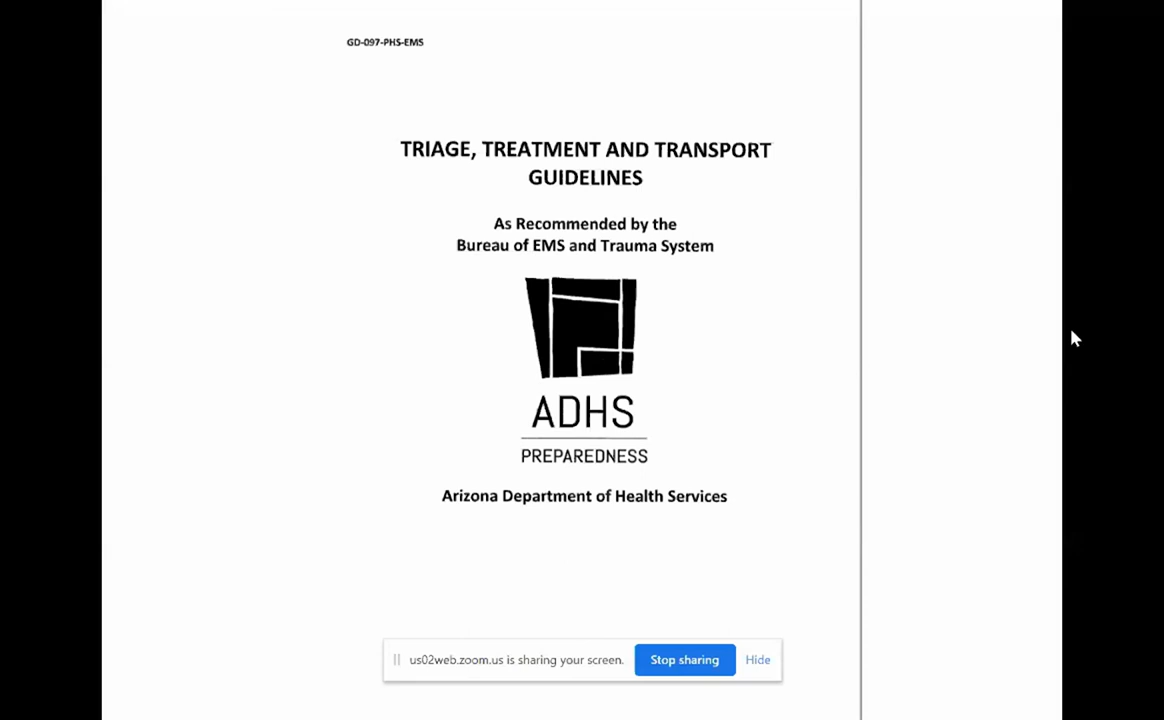 GD-097-PHS-EMS
TRIAGE, TREATMENT AND TRANSPORT
GUIDELINES
As Recommended by the
Bureau of EMS and Trauma System
ADHS
PREPAREDNESS
Arizona Department of Health Services
us02web.zoom.us is sharing your screen.
Stop sharing
Hide